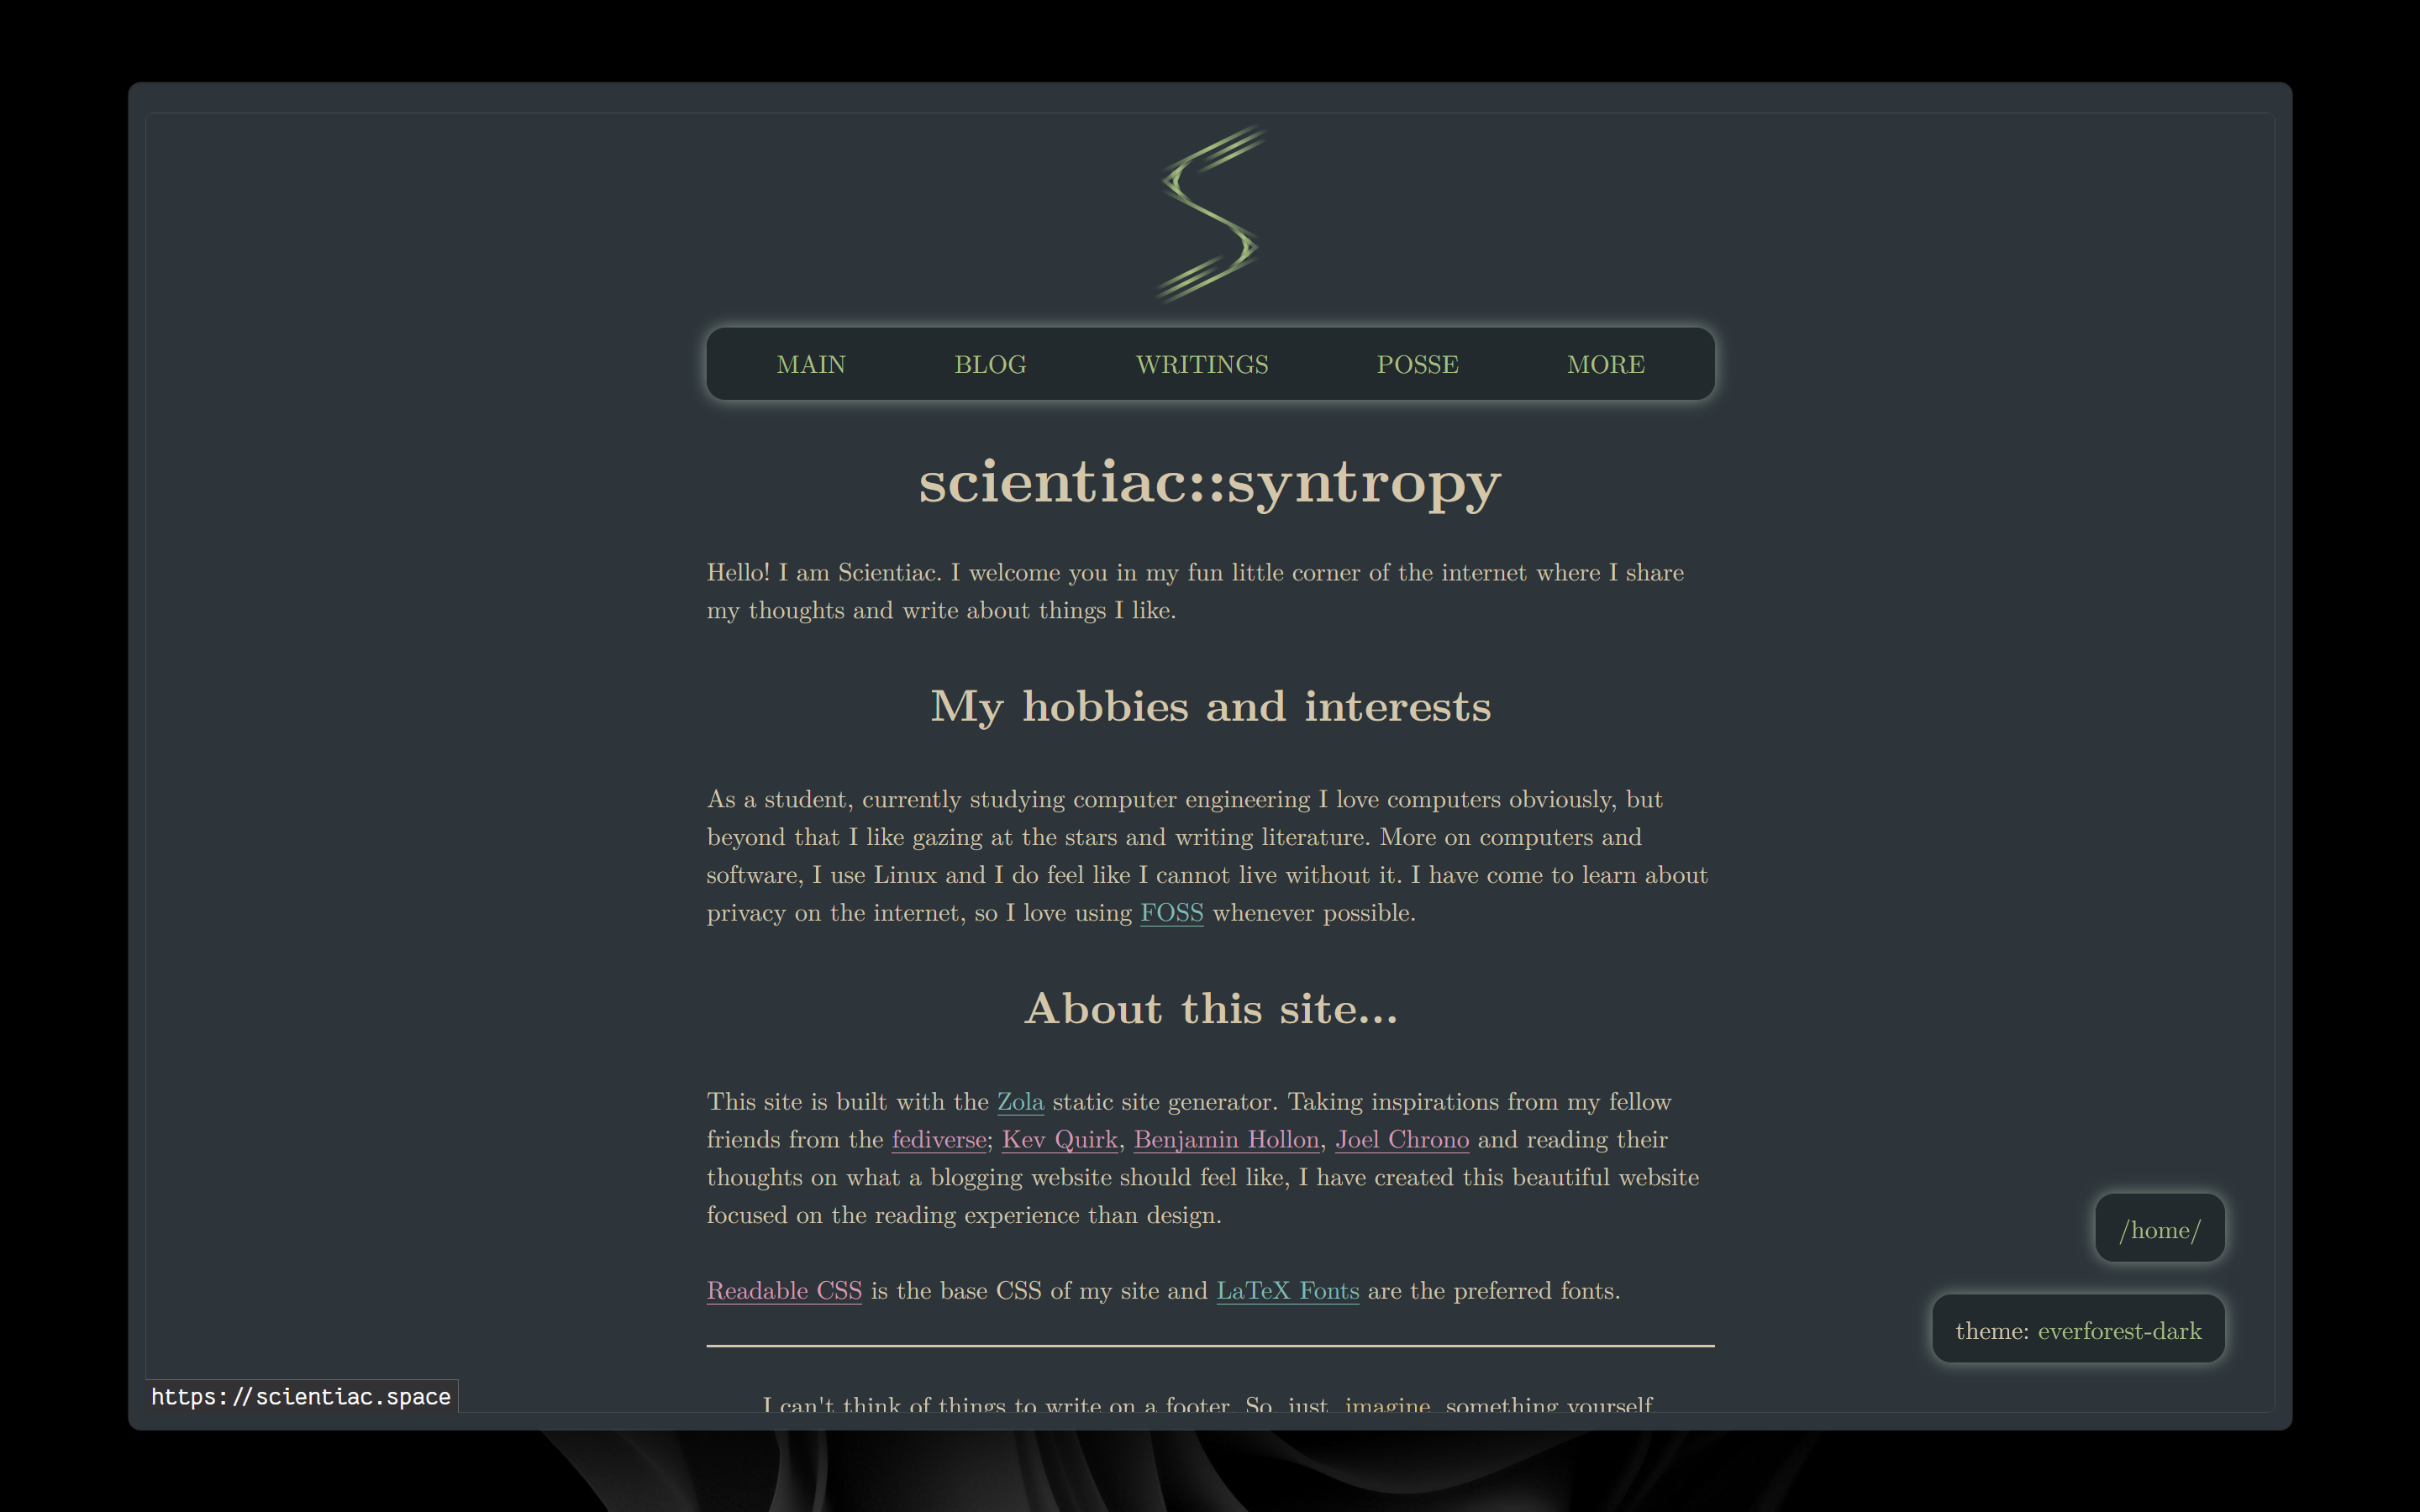 MAIN BLOG WRITINGS POSSE MORE
scientiac::syntropy
Hello! I am Scientiac. I welcome you in my fun little corner of the internet where I share
my thoughts and write about things I like.
My hobbies and interests
As a student, currently studying computer engineering I love computers obviously, but
beyond that I like gazing at the stars and writing literature. More on computers and
software, I use Linux and I do feel like I cannot live without it. I have come to learn about
privacy on the internet, so I love using FOSS whenever possible.
About this site...
This site is built with the Zola static site generator. Taking inspirations from my fellow
friends from the fediverse; Kev Quirk, Benjamin Hollon, Joel Chrono and reading their
thoughts on what a blogging website should feel like, I have created this beautiful website
focused on the reading experience than design.
Readable CSS is the base CSS of my site and LaTeX Fonts are the preferred fonts.
I can't think of things to write on a footer. So, just, imagine, something yourself.
/home/
theme: everforest-dark
https://scientiac.space